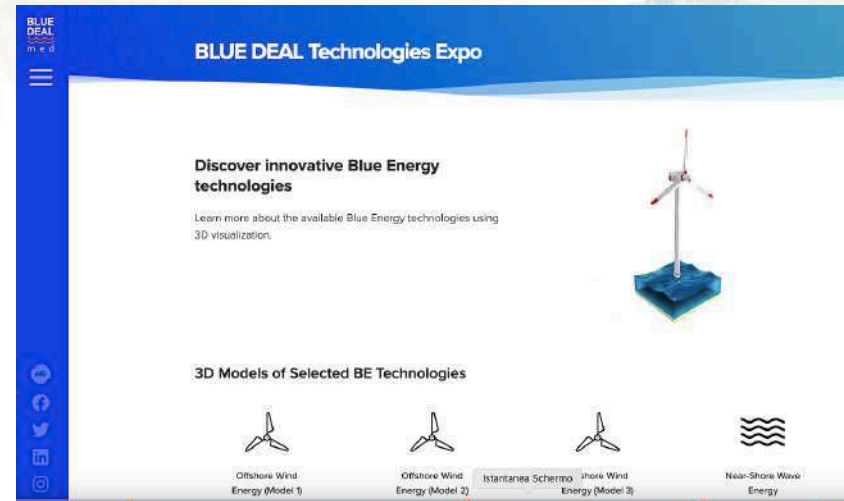 BLUE
DEAL
med
BLUE DEAL Technologies Expo
Discover innovative Blue Energy
technologies
Learn more about the available Blue Energy technologies using
3D visualization.
3D Models of Selected BE Technologies
Offshore Wind
Energy (Model 1)
Offshore Wind
Energy (Model 2)
Istantanea Schermo
shore Wind
Energy (Model 3)
Near-Shore Wave
Energy